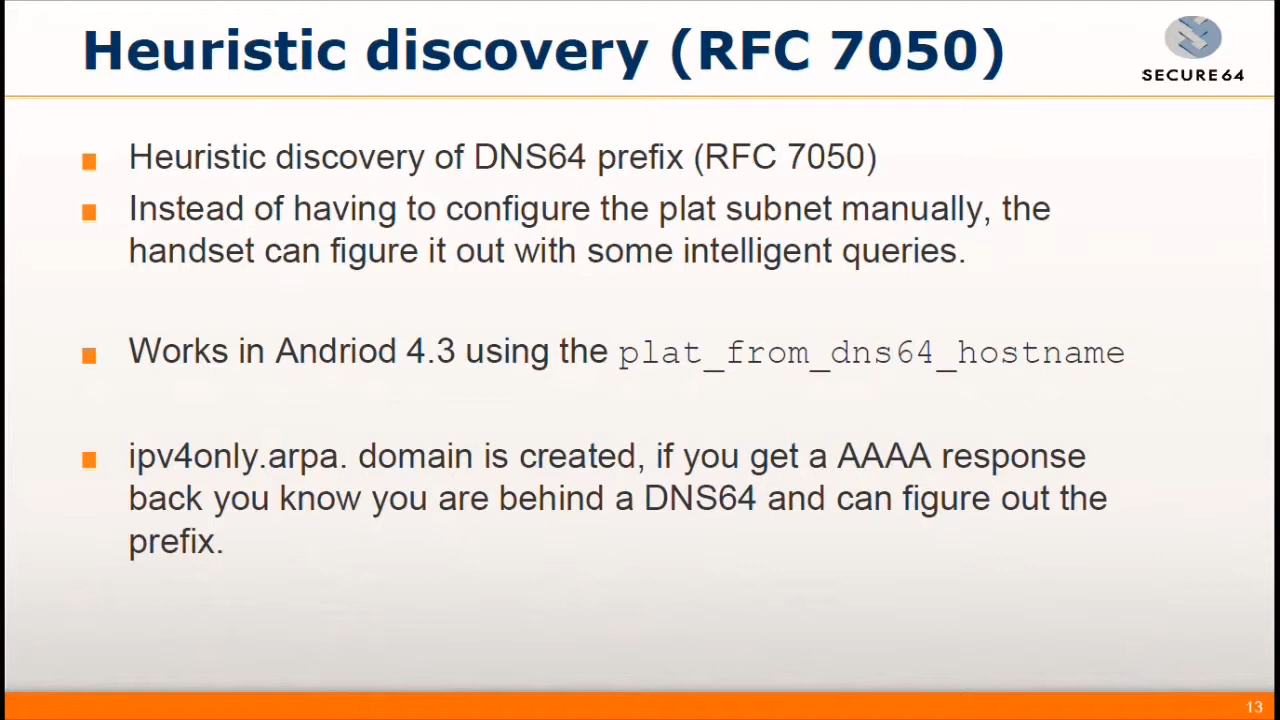 Heuristic discovery (RFC 7050)
SECURE64
Heuristic discovery of DNS64 prefix (RFC 7050)
Instead of having to configure the plat subnet manually, the
handset can figure it out with some intelligent queries.
Works in Andriod 4.3 using the plat_from_dns64_hostname
ipv4only.arpa. domain is created, if you get a AAAA response
back you know you are behind a DNS64 and can figure out the
prefix.
13